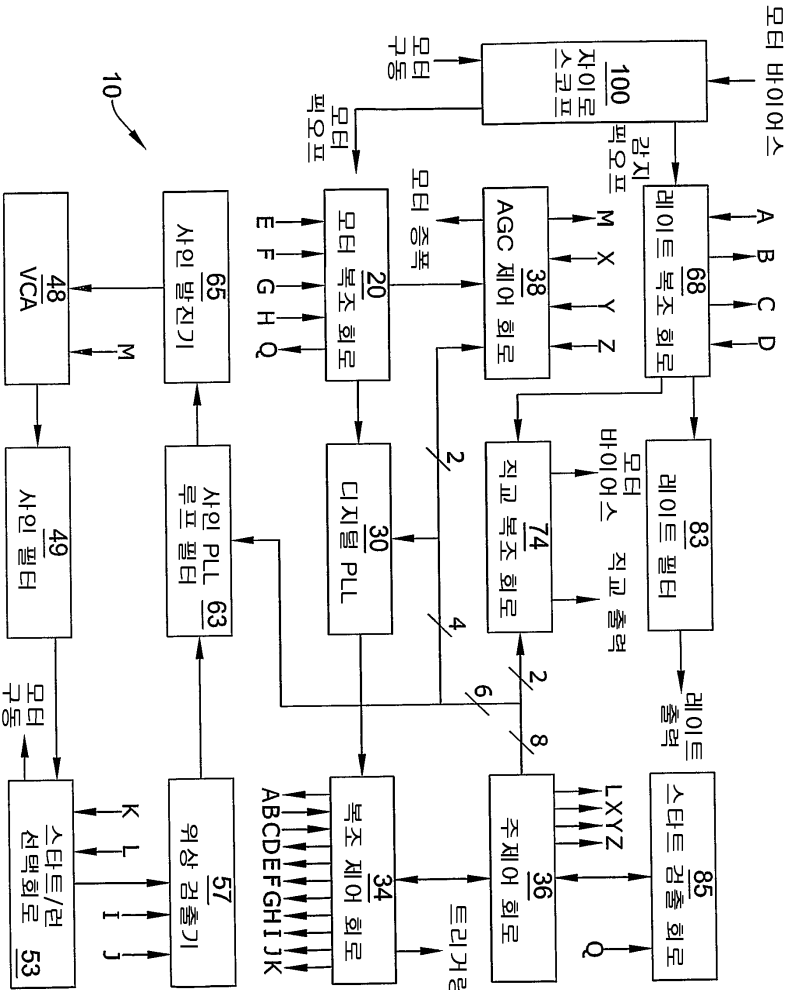 모터 바이어스
100
자이로
스코프
모터
구동
감지
픽오프
모터
픽오프
10
A
B
C
D
68
레이트 복조 회로
83
레이트 필터
레이트
출력
85
스타트 검출 회로
Q
M
X
Y
Z
38
AGC 제어 회로
모터 증폭
모터
바이어스
직교 출력
74
직교 복조 회로
2
8
6
L
X
Y
Z
36
주제어 회로
20
모터 복조 회로
E
F
G
H
Q
2
4
30
디지털 PLL
트리거링
34
복조 제어 회로
A
B
C
D
E
F
G
H
I
J
K
65
사인 발진기
사인 PLL
루프 필터
63
57
위상 검출기
I
J
48
VCA
M
49
사인 필터
모터
구동
K
L
스타트/런
선택회로
53